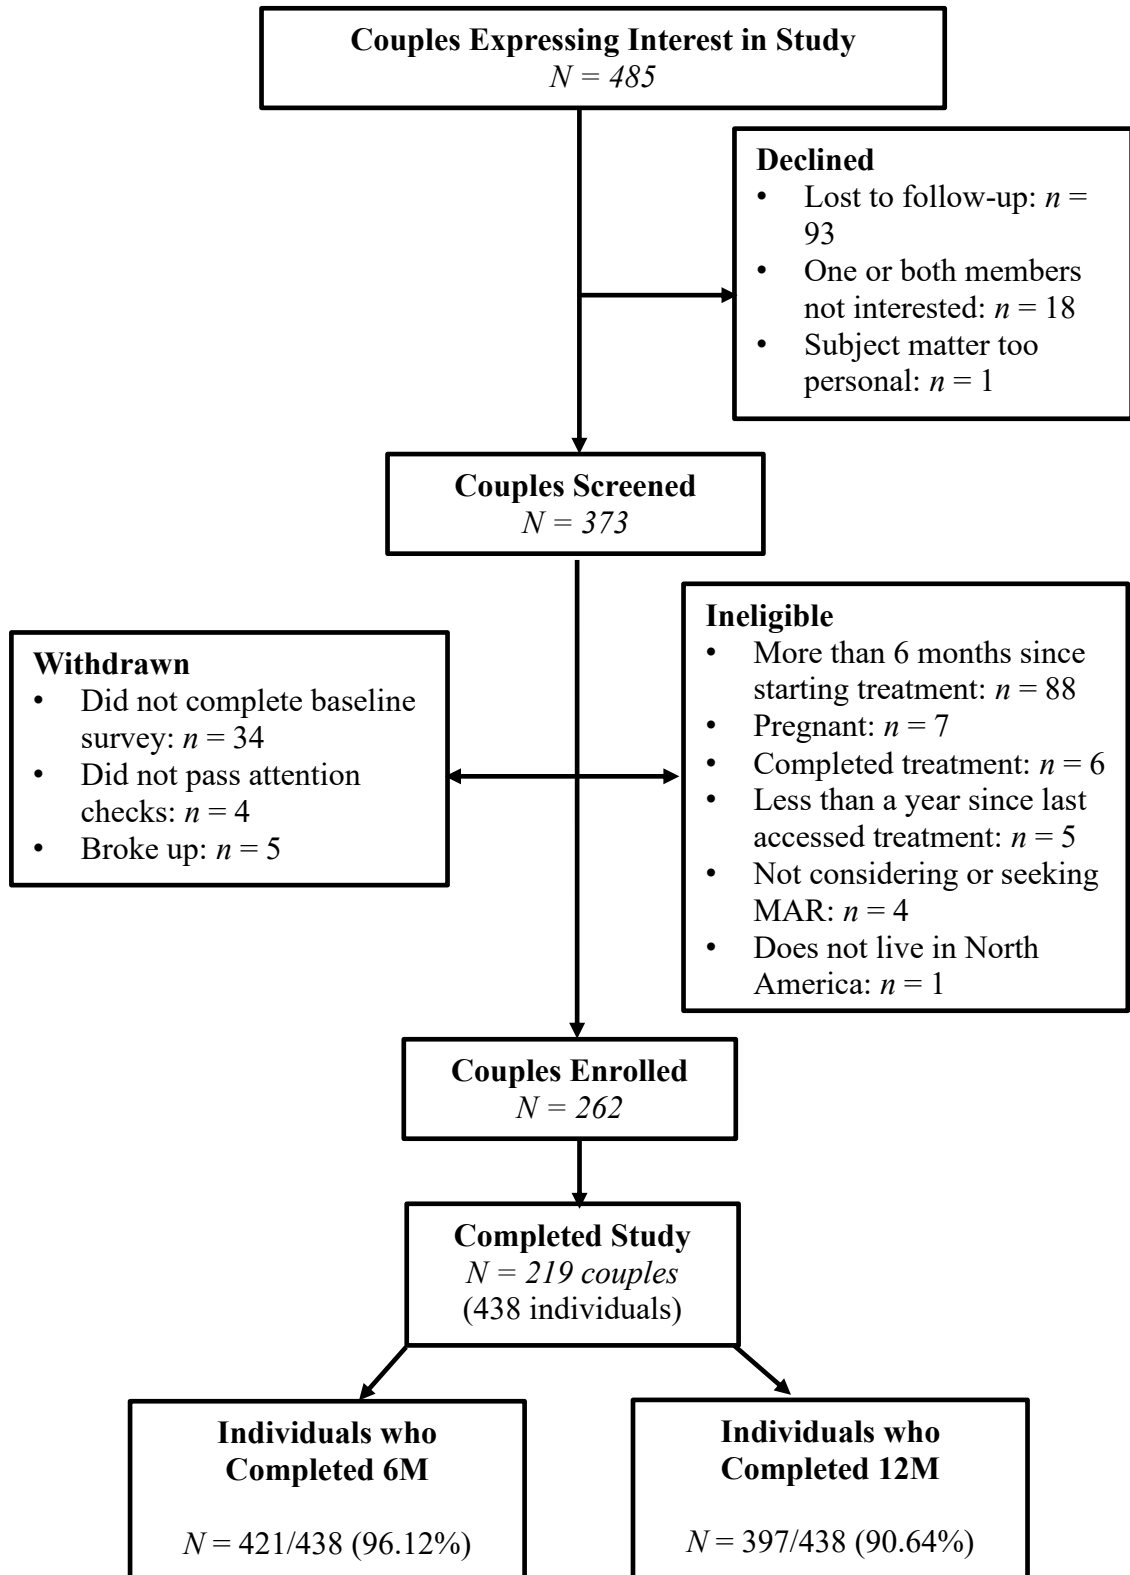 Couples Expressing Interest in Study
N = 485
Declined
• Lost to follow-up: n =
93
• One or both members
not interested: n = 18
• Subject matter too
personal: n = 1
Couples Screened
N = 373
Withdrawn
• Did not complete baseline
survey: n = 34
• Did not pass attention
checks: n = 4
• Broke up: n = 5
Ineligible
• More than 6 months since
starting treatment: n = 88
• Pregnant: n = 7
• Completed treatment: n = 6
• Less than a year since last
accessed treatment: n = 5
• Not considering or seeking
MAR: n = 4
• Does not live in North
America: n = 1
Couples Enrolled
N = 262
Completed Study
N = 219 couples
(438 individuals)
Individuals who
Completed 6M
N = 421/438 (96.12%)
Individuals who
Completed 12M
N = 397/438 (90.64%)